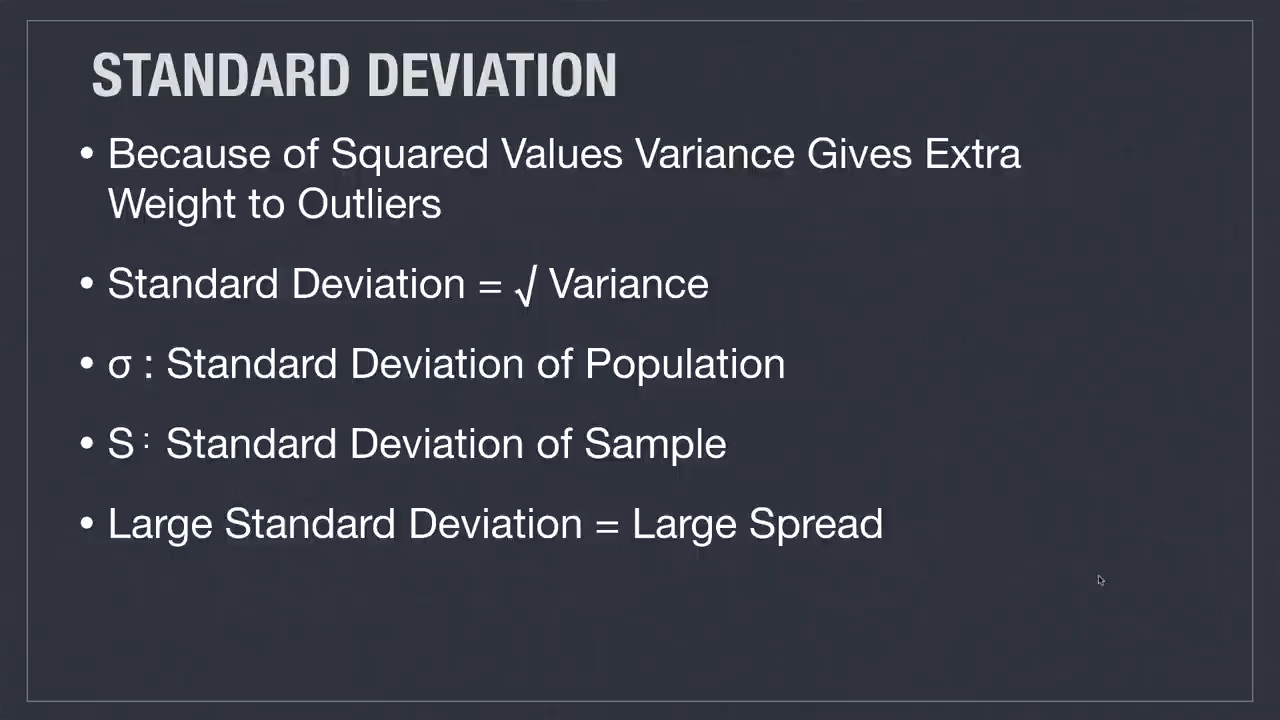 STANDARD DEVIATION
• Because of Squared Values Variance Gives Extra
Weight to Outliers
• Standard Deviation = √ Variance
• σ : Standard Deviation of Population
• S : Standard Deviation of Sample
• Large Standard Deviation = Large Spread